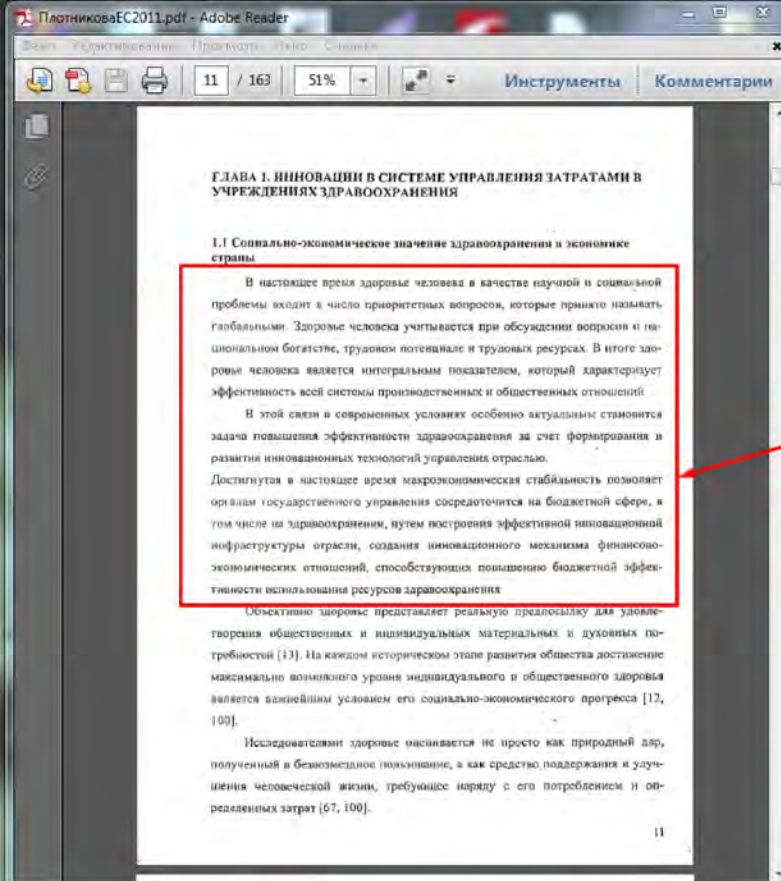 ПлотниковаЕС2011.pdf - Adobe Reader
Файл Редактирование Просмотр Окно Справка
11 / 163 51% Инструменты Комментарии
ГЛАВА 1. ИННОВАЦИИ В СИСТЕМЕ УПРАВЛЕНИЯ ЗАТРАТАМИ В
УЧРЕЖДЕНИЯХ ЗДРАВООХРАНЕНИЯ
1.1 Социально-экономическое значение здравоохранения в экономике
страны
В настоящее время здоровье человека в качестве научной и социальной
проблемы входит в число приоритетных вопросов, которые принято называть
глобальными. Здоровье человека учитывается при обсуждении вопросов о на-
циональном богатстве, трудовом потенциале и трудовых ресурсах. В итоге здо-
ровье человека является интегральным показателем, который характеризует
эффективность всей системы производственных и общественных отношений
В этой связи в современных условиях особенно актуальным становится
задача повышения эффективности здравоохранения за счет формирования и
развития инновационных технологий управления отраслью.
Достигнутая в настоящее время макроэкономическая стабильность позволяет
органам государственного управления сосредоточится на бюджетной сфере, в
том числе на здравоохранении, путем построения эффективной инновационной
инфраструктуры отрасли, создания инновационного механизма финансово-
экономических отношений, способствующих повышению бюджетной эффек-
тивности использования ресурсов здравоохранения
Объективно здоровье представляет реальную предпосылку для удовле-
творения общественных и индивидуальных материальных и духовных по-
требностей [13]. На каждом историческом этапе развития общества достижение
максимально возможного уровня индивидуального и общественного здоровья
является важнейшим условием его социально-экономического прогресса [12,
100].
Исследователями здоровье оценивается не просто как природный дар,
полученный в безвозмездное пользование, а как средство поддержания и улуч-
шения человеческой жизни, требующее наряду с его потреблением и оп-
ределенных затрат [67, 100].
11